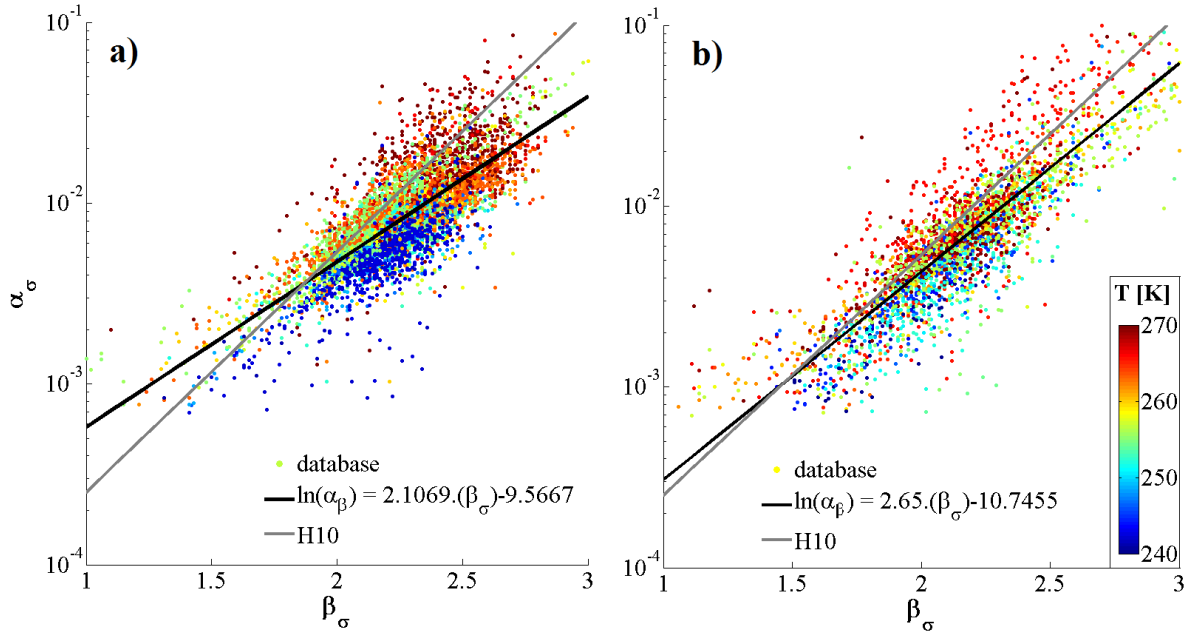 a)
10⁻¹
10⁻²
10⁻³
10⁻⁴
α_σ
1 1.5 2 2.5 3
β_σ
database
ln(α_β) = 2.1069.(β_σ)-9.5667
H10
b)
10⁻¹
10⁻²
10⁻³
10⁻⁴
1 1.5 2 2.5 3
β_σ
database
ln(α_β) = 2.65.(β_σ)-10.7455
H10
T [K]
270
260
250
240